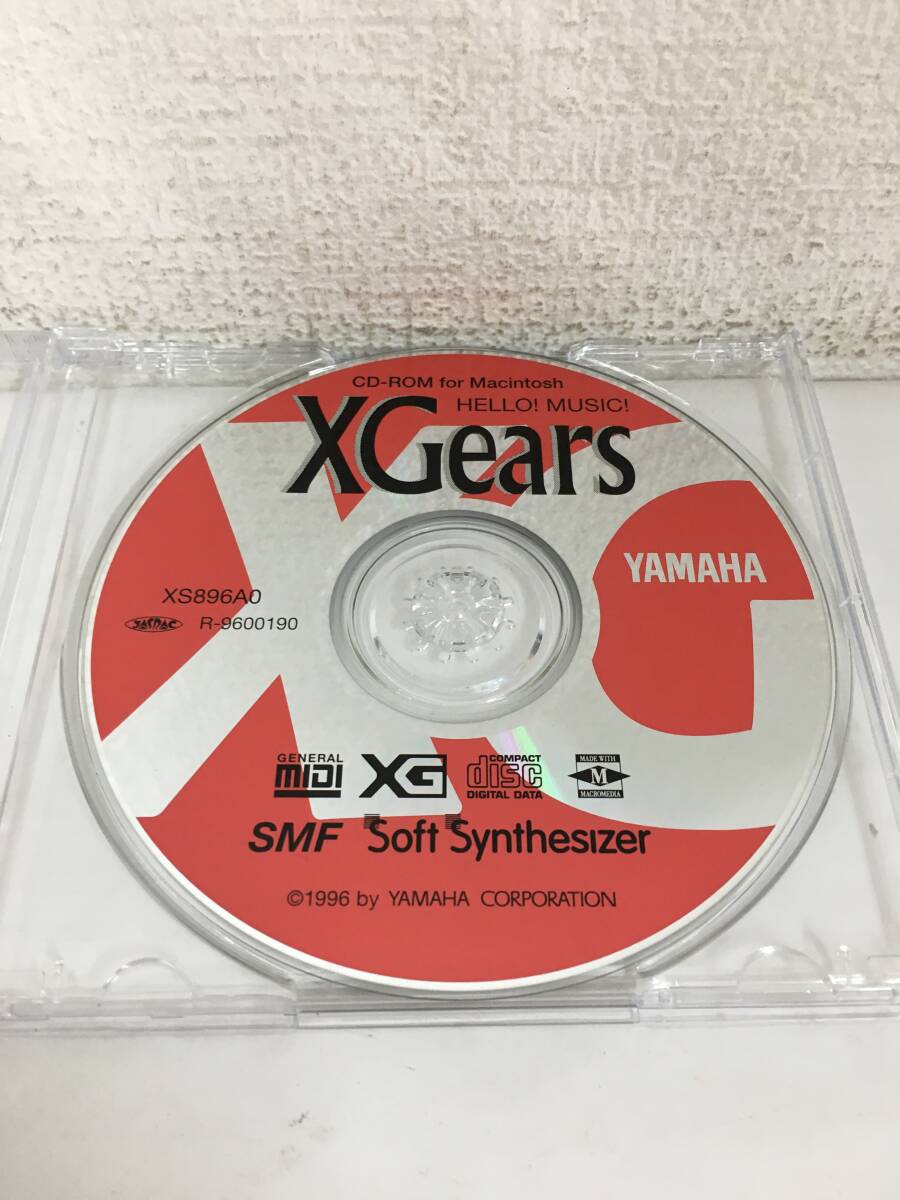 CD-ROM for Macintosh
HELLO! MUSIC!
XGears
YAMAHA
XS896A0
JASRAC R-9600190
GENERAL
MIDI
XG
COMPACT
disc
DIGITAL DATA
MADE WITH
M
MACROMEDIA
SMF Soft Synthesizer
©1996 by YAMAHA CORPORATION
XG